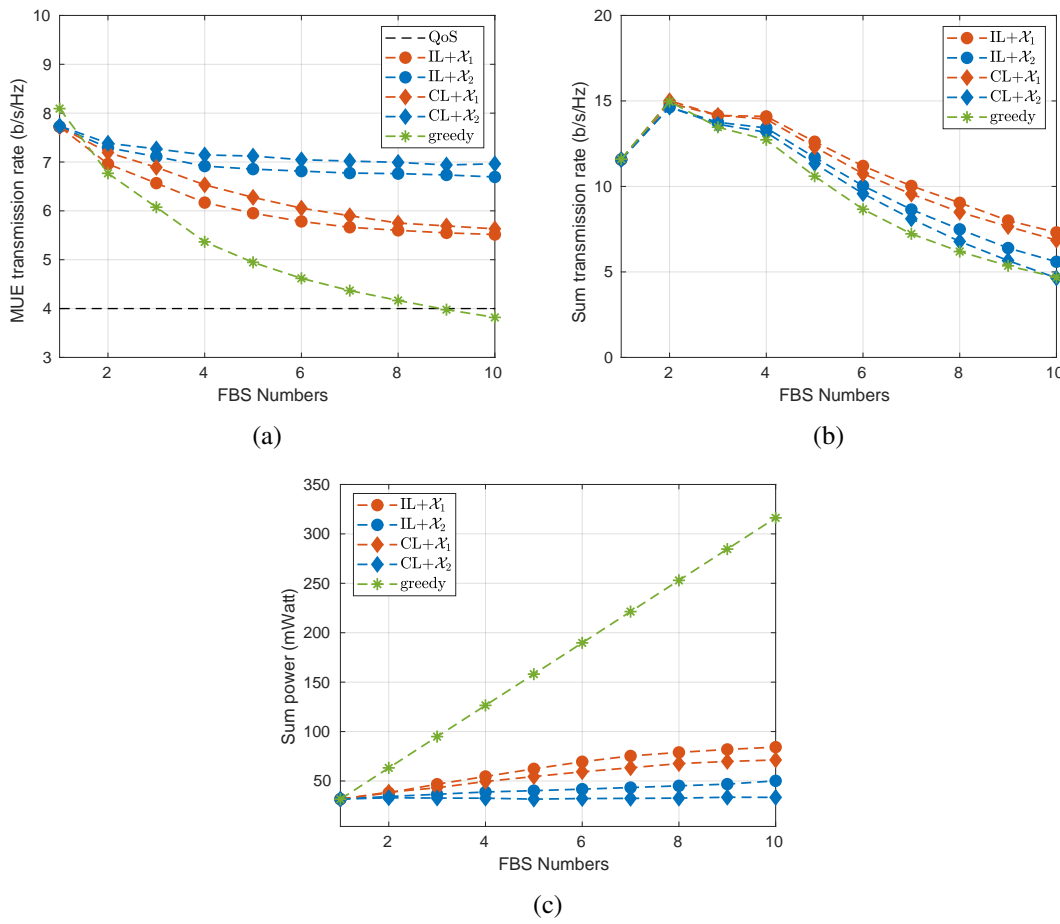 10
9
8
7
6
5
4
3
2
4
6
8
10
MUE transmission rate (b/s/Hz)
FBS Numbers
QoS
IL+𝒳₁
IL+𝒳₂
CL+𝒳₁
CL+𝒳₂
greedy
(a)
20
15
10
5
0
2
4
6
8
10
Sum transmission rate (b/s/Hz)
FBS Numbers
IL+𝒳₁
IL+𝒳₂
CL+𝒳₁
CL+𝒳₂
greedy
(b)
350
300
250
200
150
100
50
2
4
6
8
10
Sum power (mWatt)
FBS Numbers
IL+𝒳₁
IL+𝒳₂
CL+𝒳₁
CL+𝒳₂
greedy
(c)